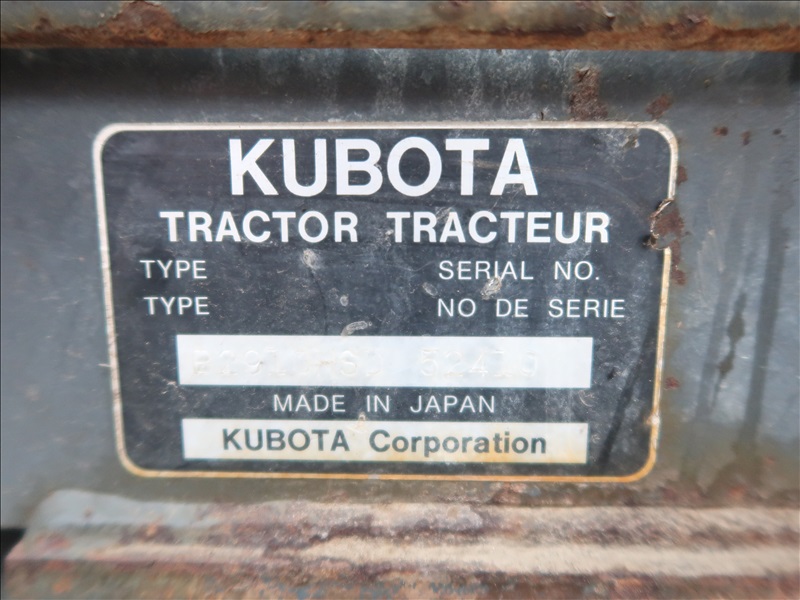 KUBOTA
TRACTOR TRACTEUR
TYPE SERIAL NO.
TYPE NO DE SERIE
MADE IN JAPAN
KUBOTA Corporation